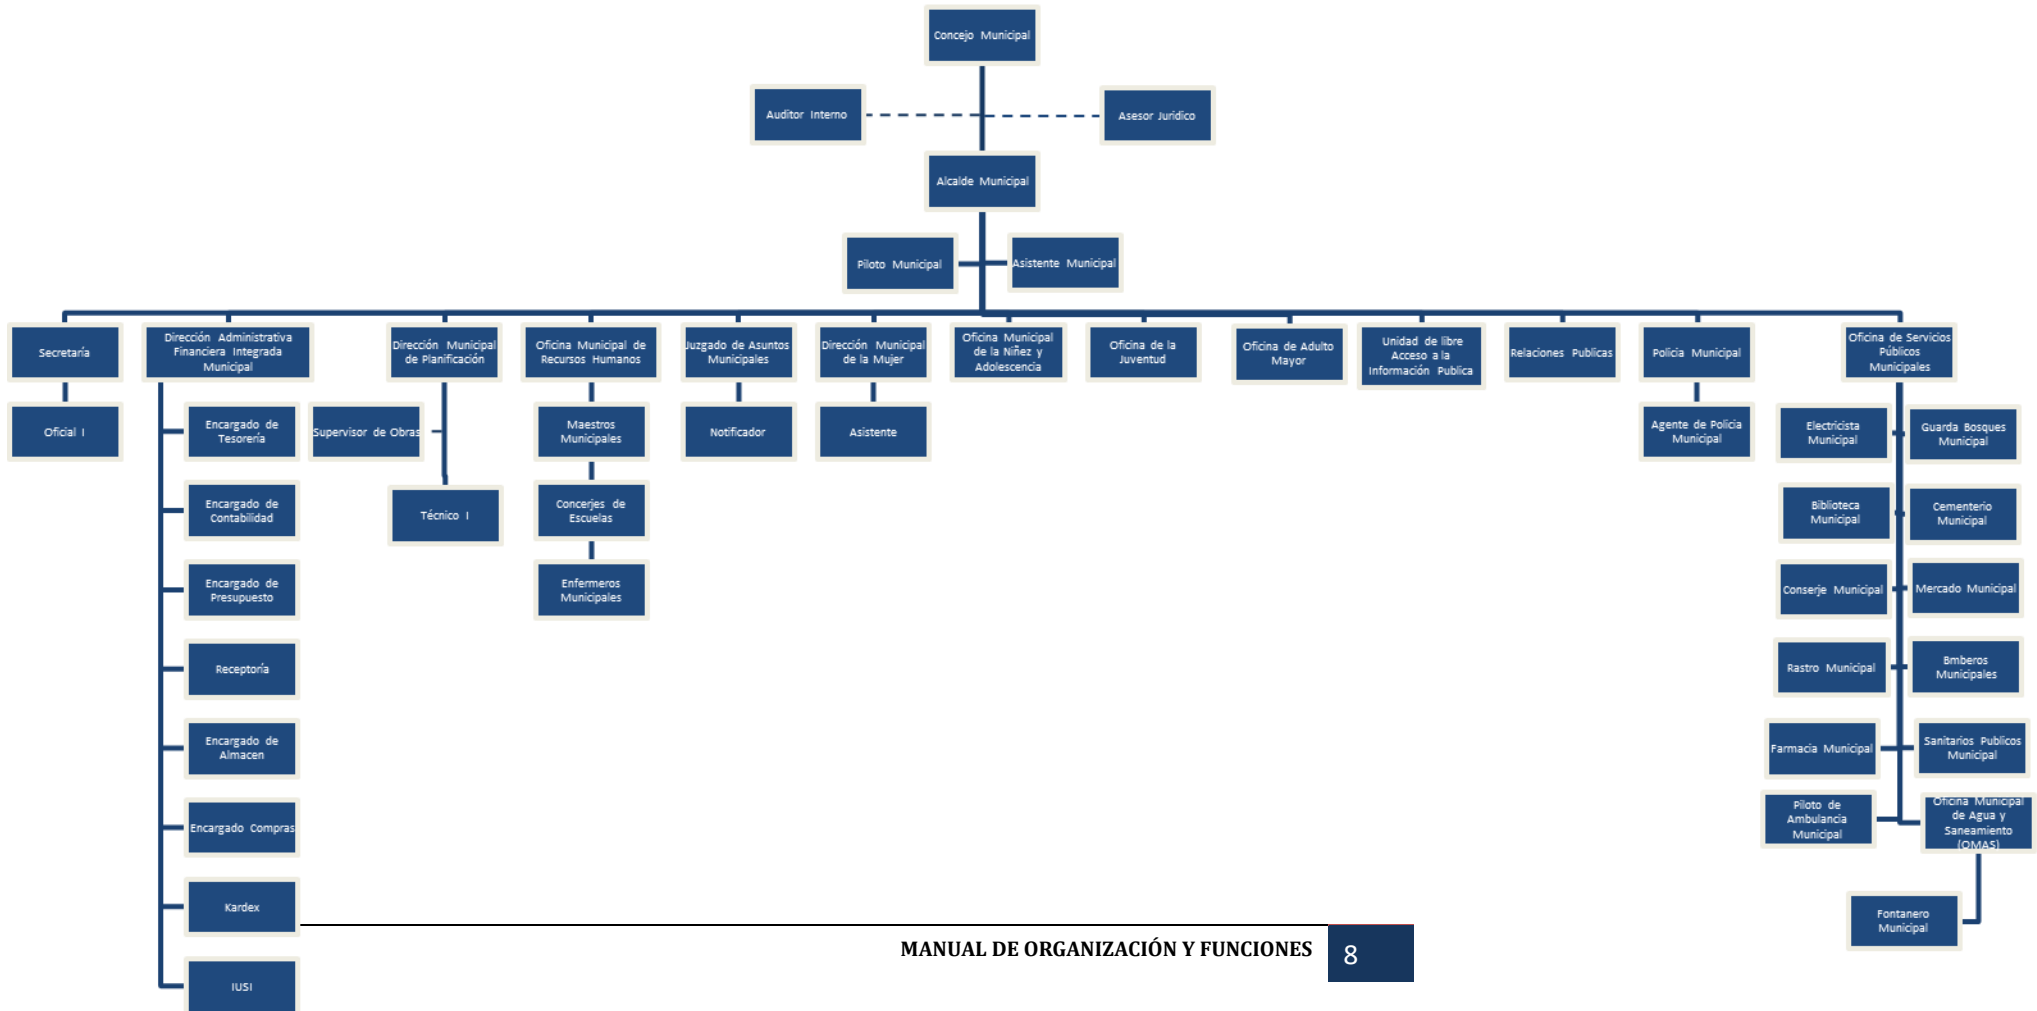 Concejo Municipal
Auditor Interno
Asesor Juridico
Alcalde Municipal
Piloto Municipal
Asistente Municipal
Secretaría
Dirección Administrativa
Financiera Integrada
Municipal
Dirección Municipal
de Planificación
Oficina Municipal de
Recursos Humanos
Juzgado de Asuntos
Municipales
Dirección Municipal
de la Mujer
Oficina Municipal
de la Niñez y
Adolescencia
Oficina de la
Juventud
Oficina de Adulto
Mayor
Unidad de libre
Acceso a la
Información Publica
Relaciones Publicas
Policia Municipal
Oficina de Servicios
Públicos
Municipales
Oficial I
Encargado de
Tesorería
Supervisor de Obras
Maestros
Municipales
Notificador
Asistente
Agente de Policia
Municipal
Electricista
Municipal
Guarda Bosques
Municipal
Encargado de
Contabilidad
Técnico I
Concerjes de
Escuelas
Biblioteca
Municipal
Cementerio
Municipal
Encargado de
Presupuesto
Enfermeros
Municipales
Conserje Municipal
Mercado Municipal
Receptoría
Rastro Municipal
Bmberos
Municipales
Encargado de
Almacen
Farmacia Municipal
Sanitarios Publicos
Municipal
Encargado Compras
Piloto de
Ambulancia
Municipal
Oficina Municipal
de Agua y
Saneamiento
(OMAS)
Kardex
Fontanero
Municipal
IUSI
MANUAL DE ORGANIZACIÓN Y FUNCIONES
8